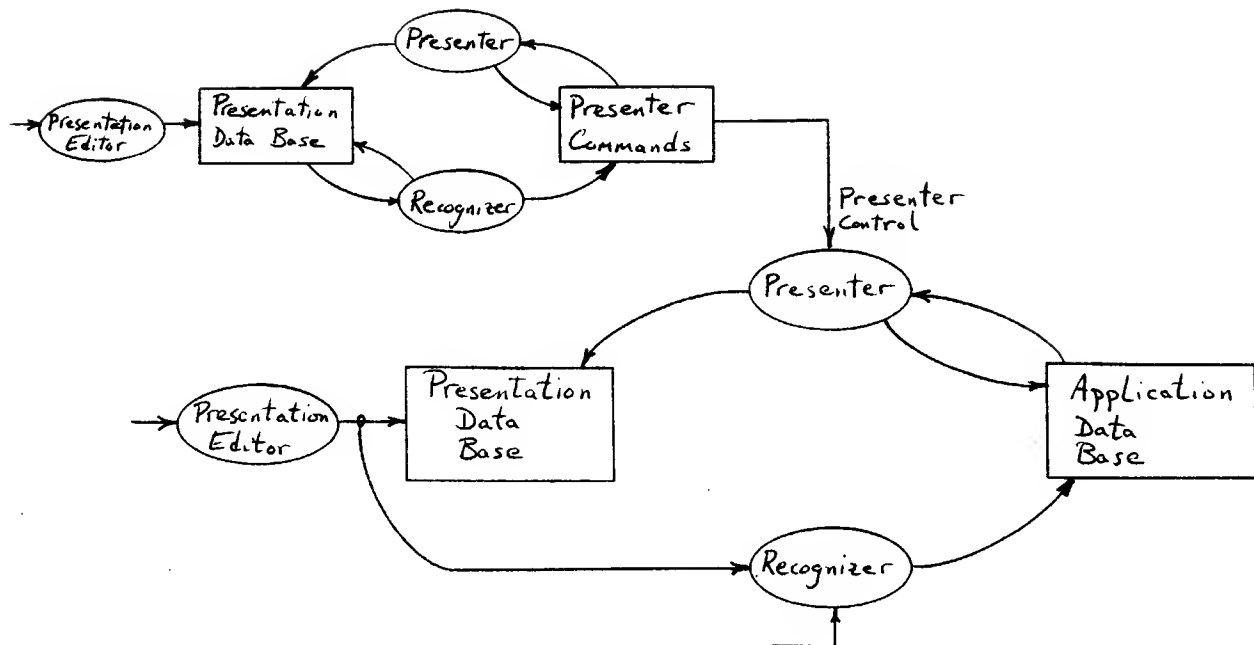 Presenter
Presentation
Editor
Presentation
Data Base
Presenter
Commands
Recognizer
Presenter
Control
Presenter
Presentation
Editor
Presentation
Data
Base
Application
Data
Base
Recognizer